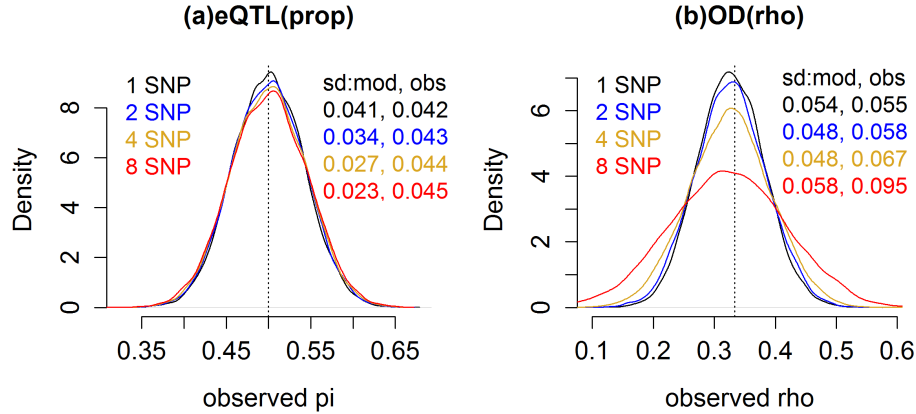 (a)eQTL(prop)
1 SNP
2 SNP
4 SNP
8 SNP
sd:mod, obs
0.041, 0.042
0.034, 0.043
0.027, 0.044
0.023, 0.045
Density
0
2
4
6
8
0.35
0.45
0.55
0.65
observed pi
(b)OD(rho)
1 SNP
2 SNP
4 SNP
8 SNP
sd:mod, obs
0.054, 0.055
0.048, 0.058
0.048, 0.067
0.058, 0.095
Density
0
2
4
6
0.1
0.2
0.3
0.4
0.5
0.6
observed rho